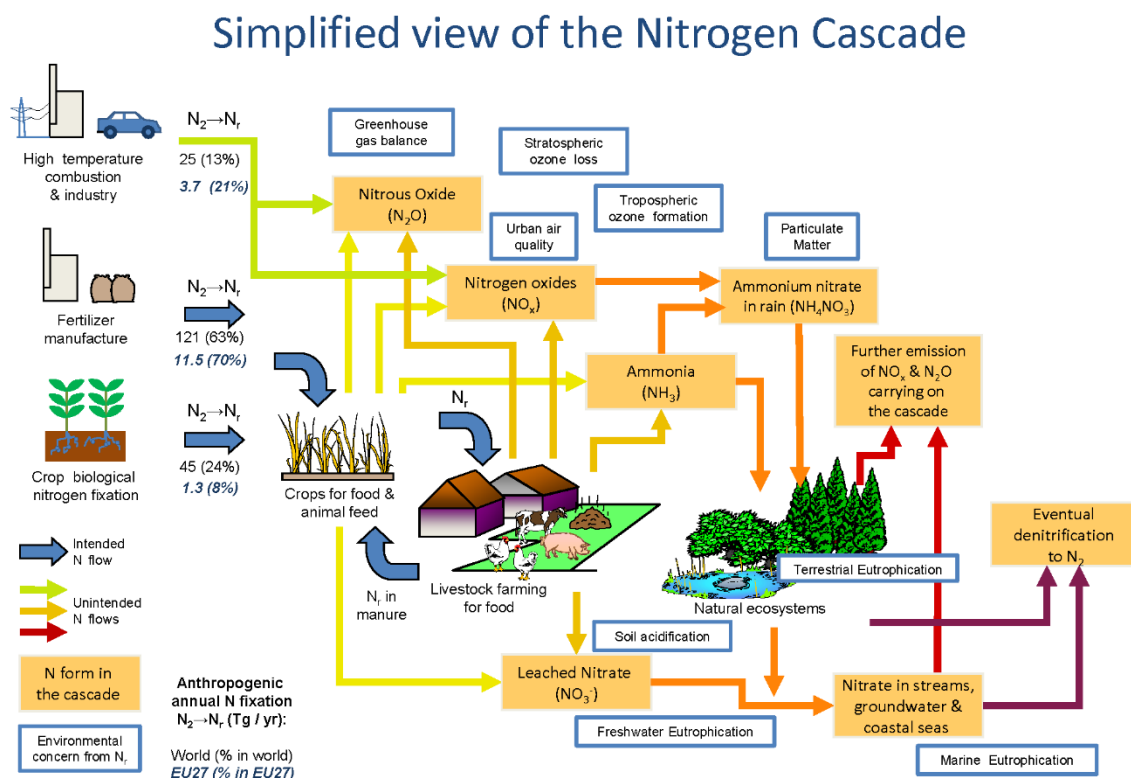 Simplified view of the Nitrogen Cascade
High temperature
combustion
& industry
N₂→Nᵣ
25 (13%)
3.7 (21%)
Greenhouse
gas balance
Stratospheric
ozone loss
Tropospheric
ozone formation
Urban air
quality
Particulate
Matter
Nitrous Oxide
(N₂O)
Nitrogen oxides
(NOₓ)
Ammonium nitrate
in rain (NH4NO₃)
Fertilizer
manufacture
N₂→Nᵣ
121 (63%)
11.5 (70%)
Ammonia
(NH₃)
Further emission
of NOₓ & N₂O
carrying on
the cascade
Crop biological
nitrogen fixation
N₂→Nᵣ
45 (24%)
1.3 (8%)
Nᵣ
Crops for food &
animal feed
Nᵣ in
manure
Livestock farming
for food
Terrestrial Eutrophication
Natural ecosystems
Eventual
denitrification
to N₂
Soil acidification
Leached Nitrate
(NO₃⁻)
Freshwater Eutrophication
Nitrate in streams,
groundwater &
coastal seas
Marine Eutrophication
Intended
N flow
Unintended
N flows
N form in
the cascade
Environmental
concern from Nᵣ
Anthropogenic
annual N fixation
N₂→Nᵣ (Tg / yr):
World (% in world)
EU27 (% in EU27)